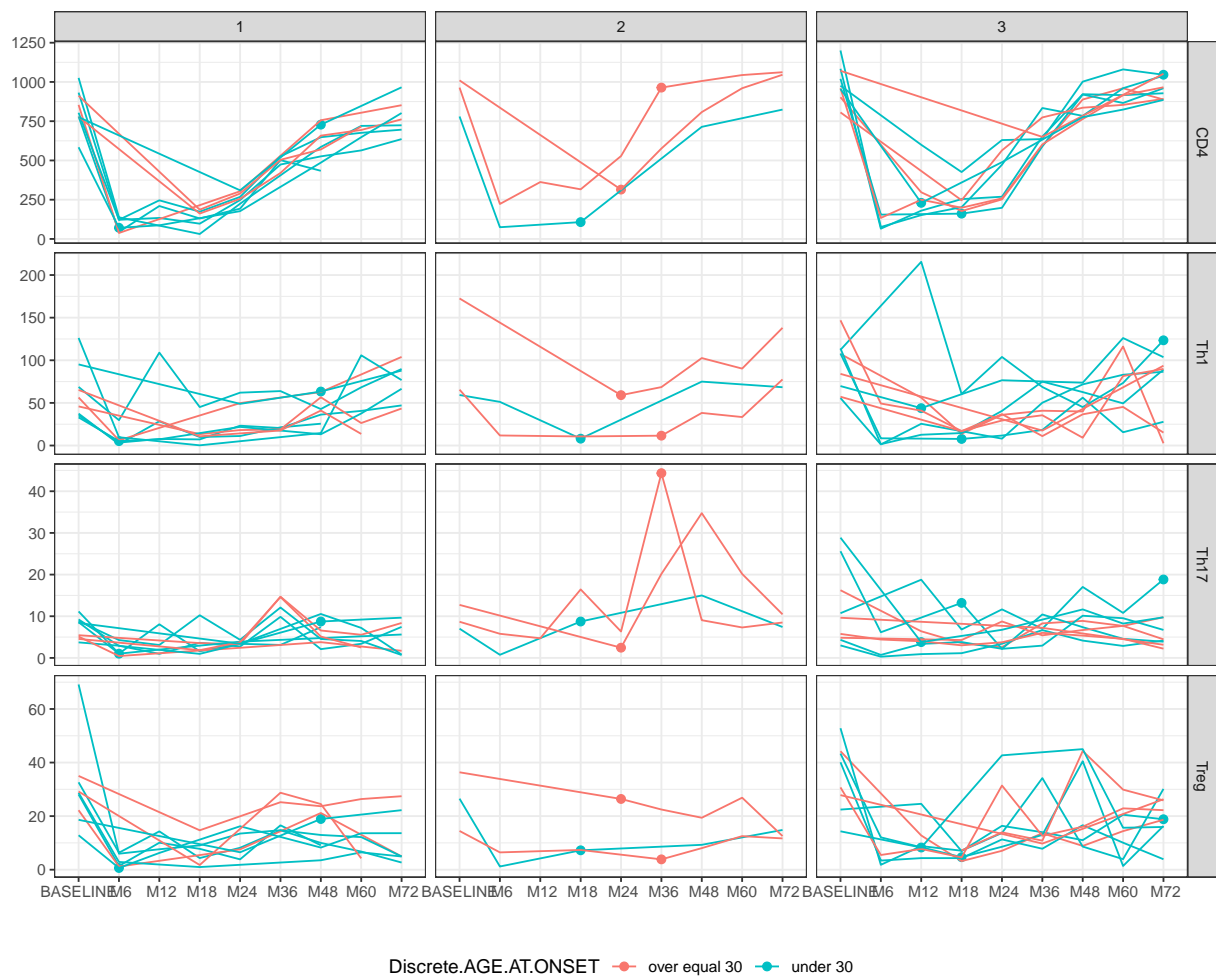 1 2 3
1250
1000
750
500
250
0
CD4
200
150
100
50
0
Th1
40
30
20
10
0
Th17
60
40
20
0
Treg
BASELINE M6 M12 M18 M24 M36 M48 M60 M72 BASELINE M6 M12 M18 M24 M36 M48 M60 M72 BASELINE M6 M12 M18 M24 M36 M48 M60 M72
Discrete.AGE.AT.ONSET over equal 30 under 30